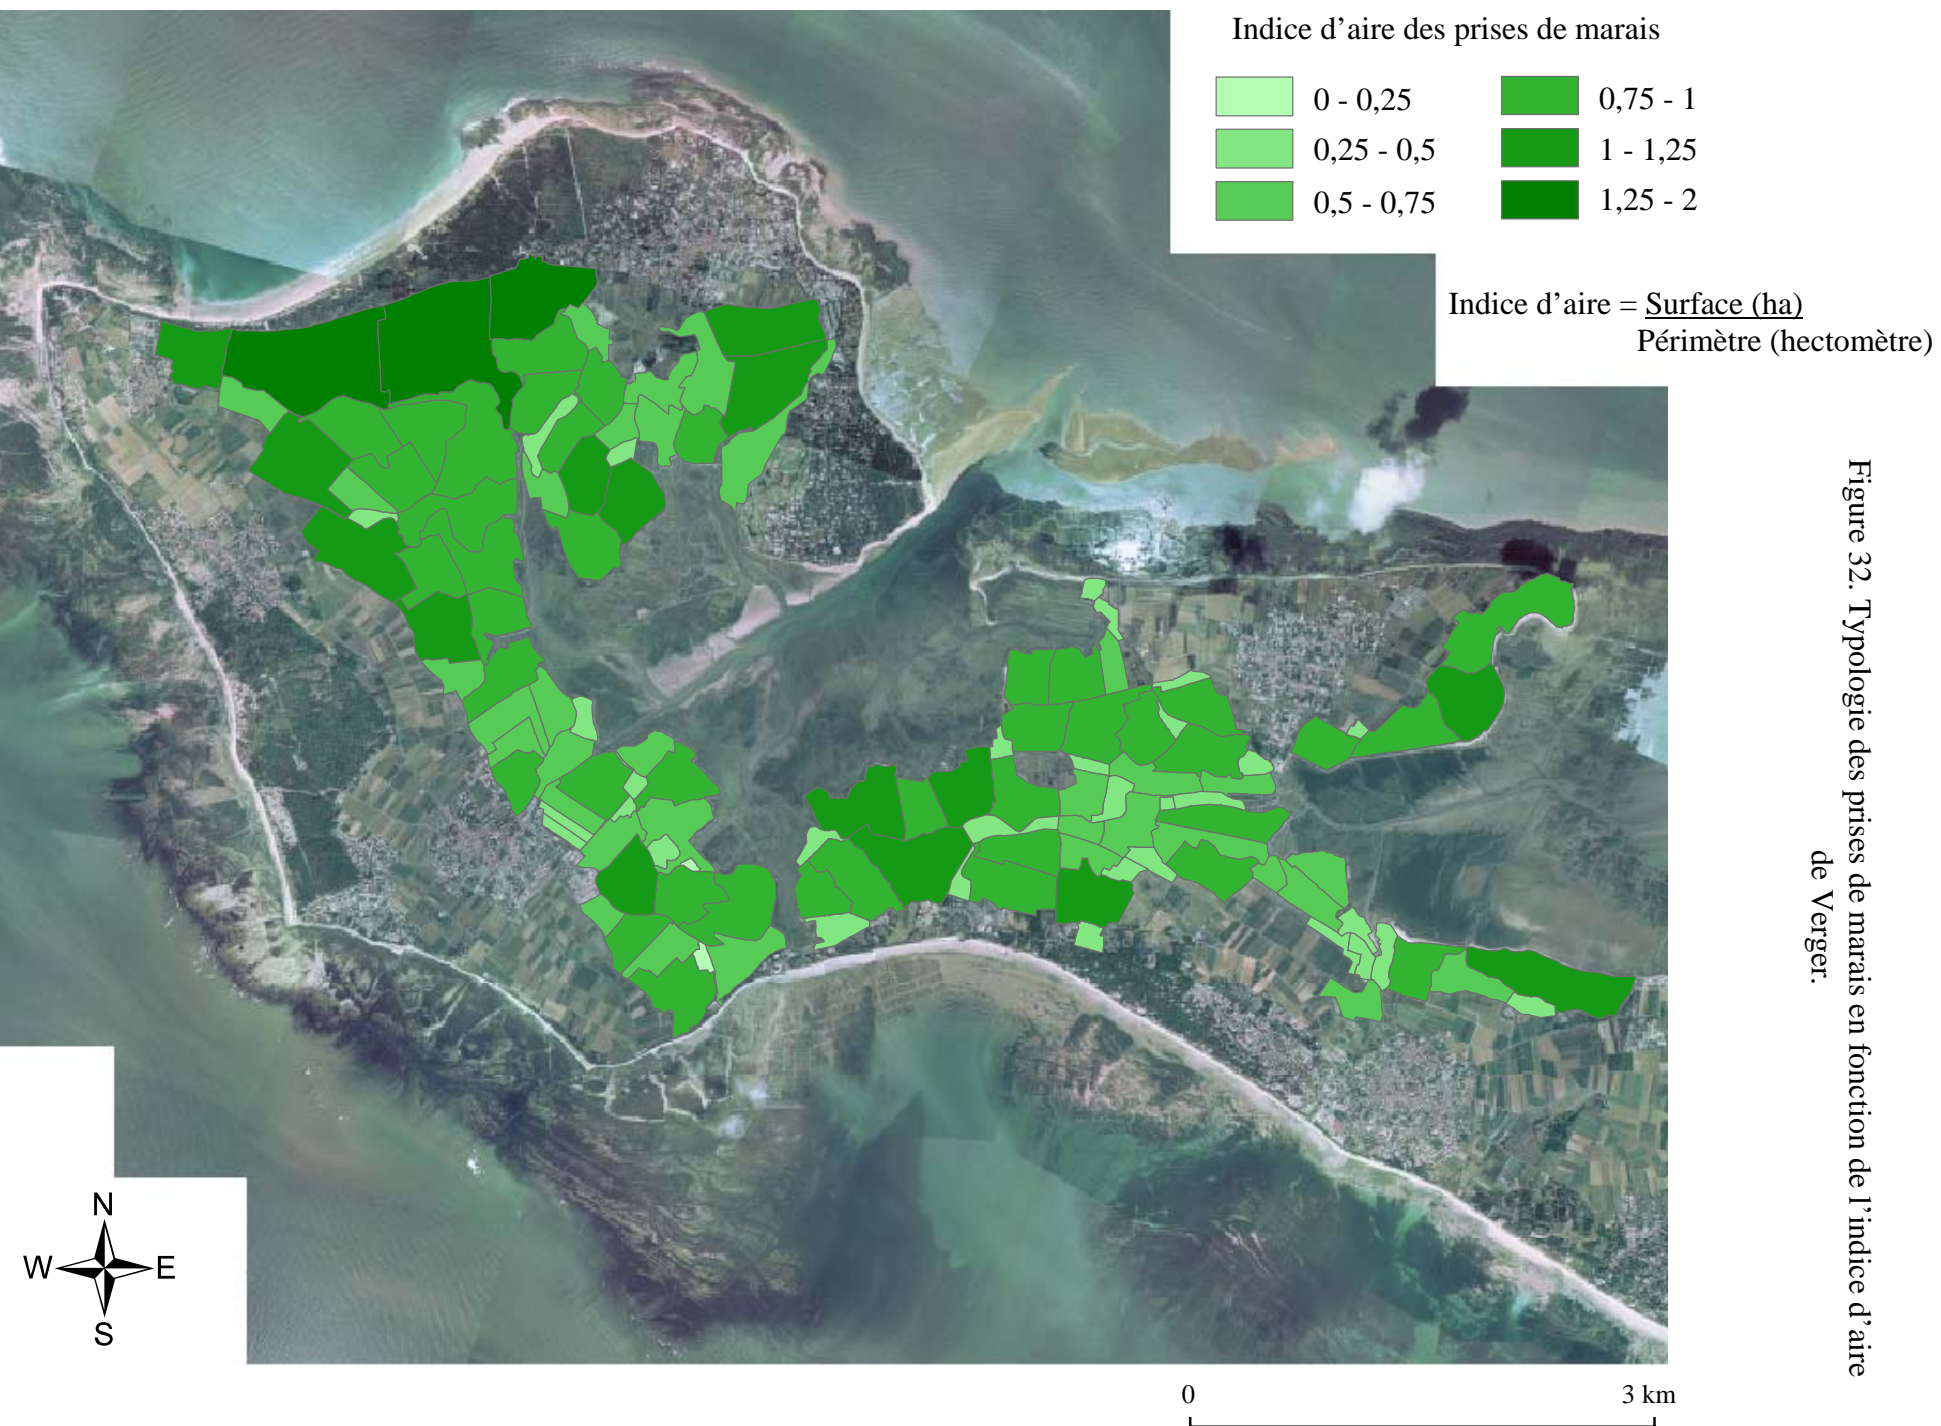 Indice d’aire des prises de marais
0 - 0,25
0,25 - 0,5
0,5 - 0,75
0,75 - 1
1 - 1,25
1,25 - 2
Indice d’aire = Surface (ha)
Périmètre (hectomètre)
Figure 32. Typologie des prises de marais en fonction de l’indice d’aire
de Verger.
N
W E
S
0 3 km